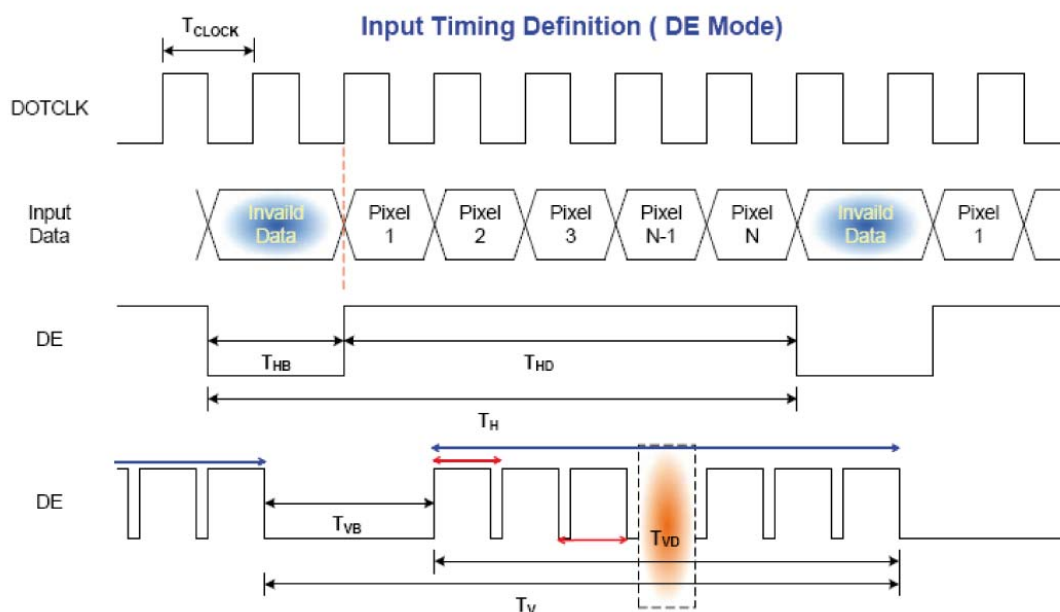 Input Timing Definition ( DE Mode)
TCLOCK
DOTCLK
Input
Data
Invaild
Data
Pixel
1
Pixel
2
Pixel
3
Pixel
N-1
Pixel
N
Invaild
Data
Pixel
1
DE
THB
THD
TH
DE
TVB
TVD
TV